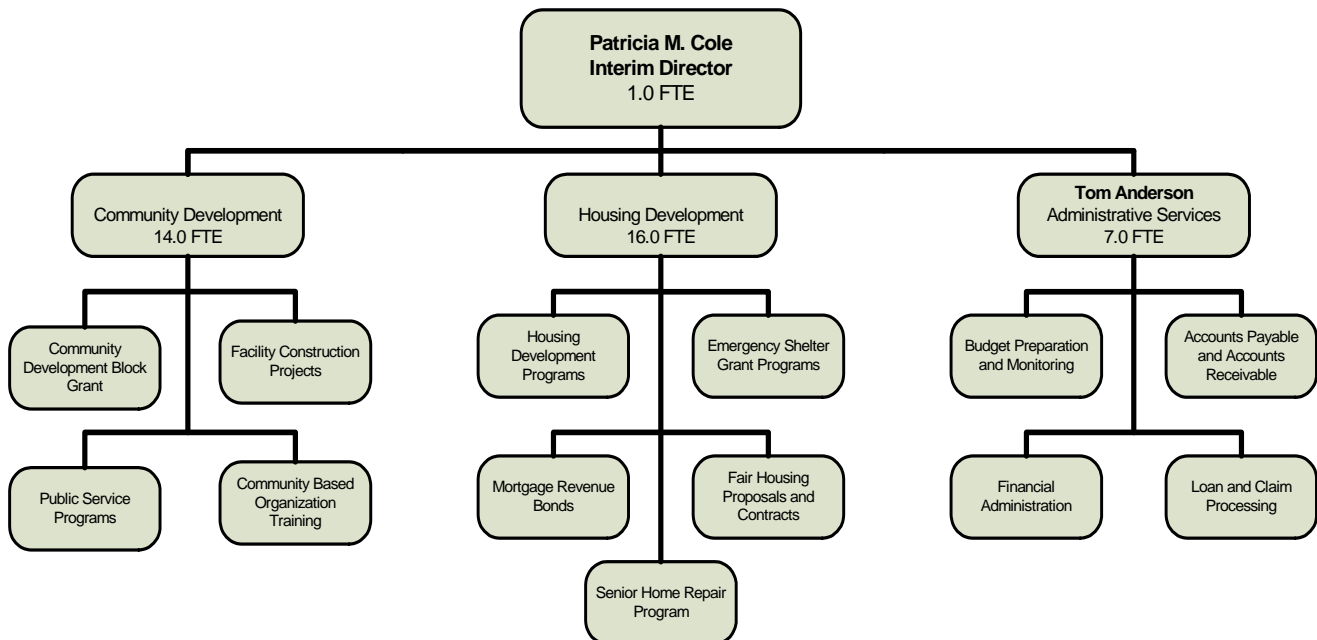 Patricia M. Cole
Interim Director
1.0 FTE
Community Development
14.0 FTE
Housing Development
16.0 FTE
Tom Anderson
Administrative Services
7.0 FTE
Community
Development Block
Grant
Facility Construction
Projects
Public Service
Programs
Community Based
Organization
Training
Housing
Development
Programs
Emergency Shelter
Grant Programs
Mortgage Revenue
Bonds
Fair Housing
Proposals and
Contracts
Senior Home Repair
Program
Budget Preparation
and Monitoring
Accounts Payable
and Accounts
Receivable
Financial
Administration
Loan and Claim
Processing